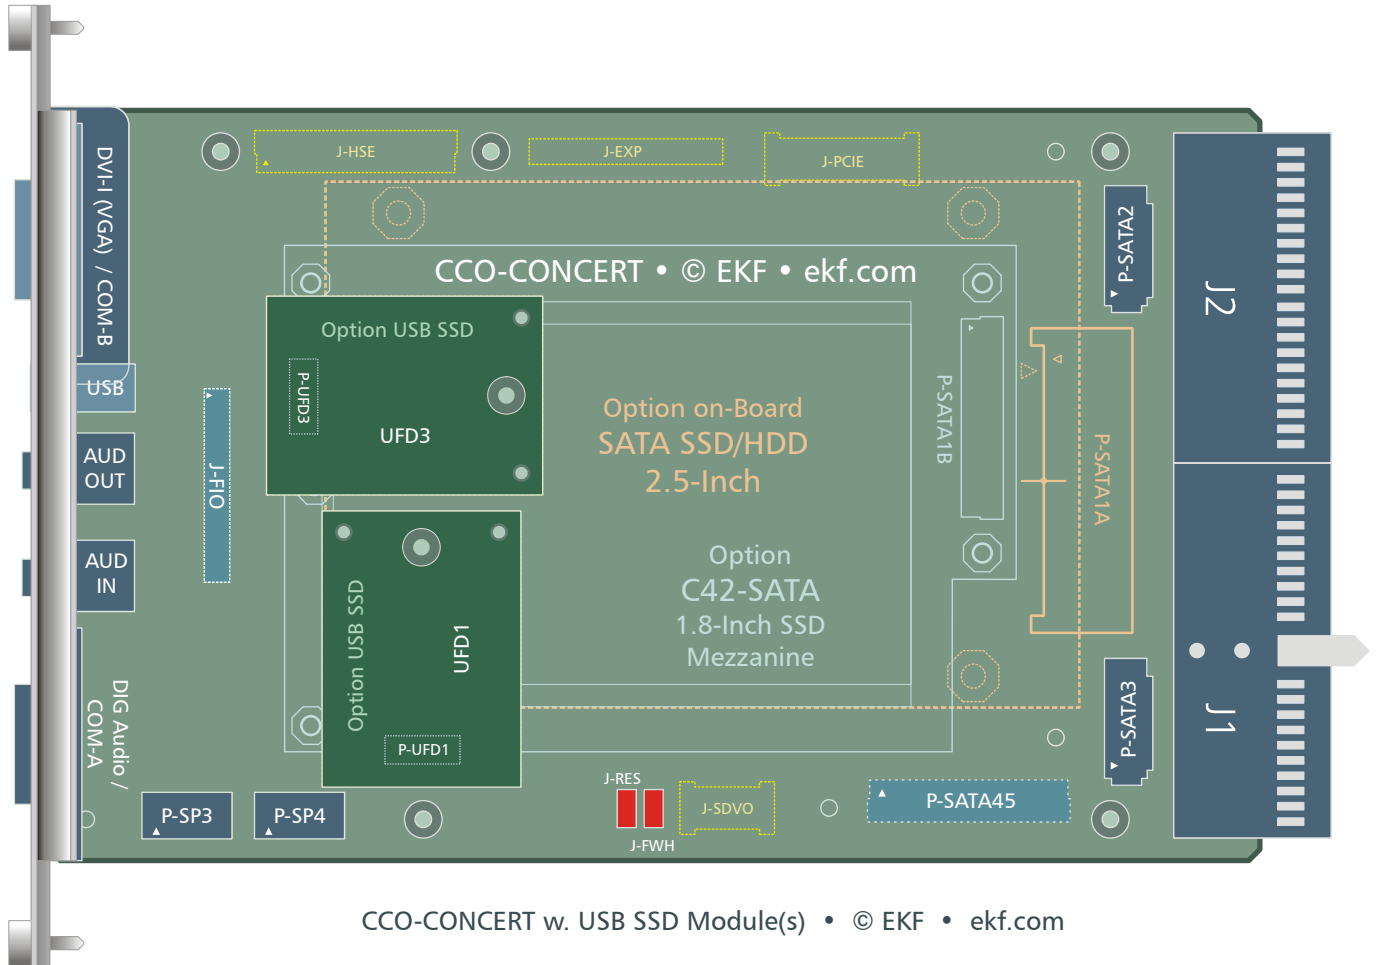 J-HSE
J-EXP
J-PCIE
DVI-I (VGA) / COM-B
P-SATA2
J2
CCO-CONCERT • © EKF • ekf.com
Option USB SSD
P-UFD3
UFD3
USB
AUD
OUT
J-FIO
AUD
IN
Option on-Board
SATA SSD/HDD
2.5-Inch
P-SATA1B
P-SATA1A
Option
C42-SATA
1.8-Inch SSD
Mezzanine
Option USB SSD
UFD1
P-UFD1
DIG Audio /
COM-A
P-SATA3
J1
P-SP3
P-SP4
J-RES
J-FWH
J-SDVO
P-SATA45
CCO-CONCERT w. USB SSD Module(s) • © EKF • ekf.com